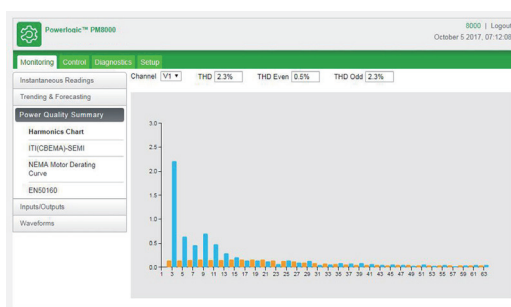 Powerlogic™ PM8000
8000 | Logout
October 5 2017. 07:12:08
Monitoring Control Diagnostics Setup
Instantaneous Readings
Trending & Forecasting
Power Quality Summary
Harmonics Chart
ITI(CBEMA)-SEMI
NEMA Motor Derating
Curve
EN50160
Inputs/Outputs
Waveforms
Channel V1 THD 2.3% THD Even 0.5% THD Odd 2.3%
3.0
2.5
2.0
1.5
1.0
0.5
0.0
1 3 5 7 9 11 13 15 17 19 21 23 25 27 29 31 33 35 37 39 41 43 45 47 49 51 53 55 57 59 61 63